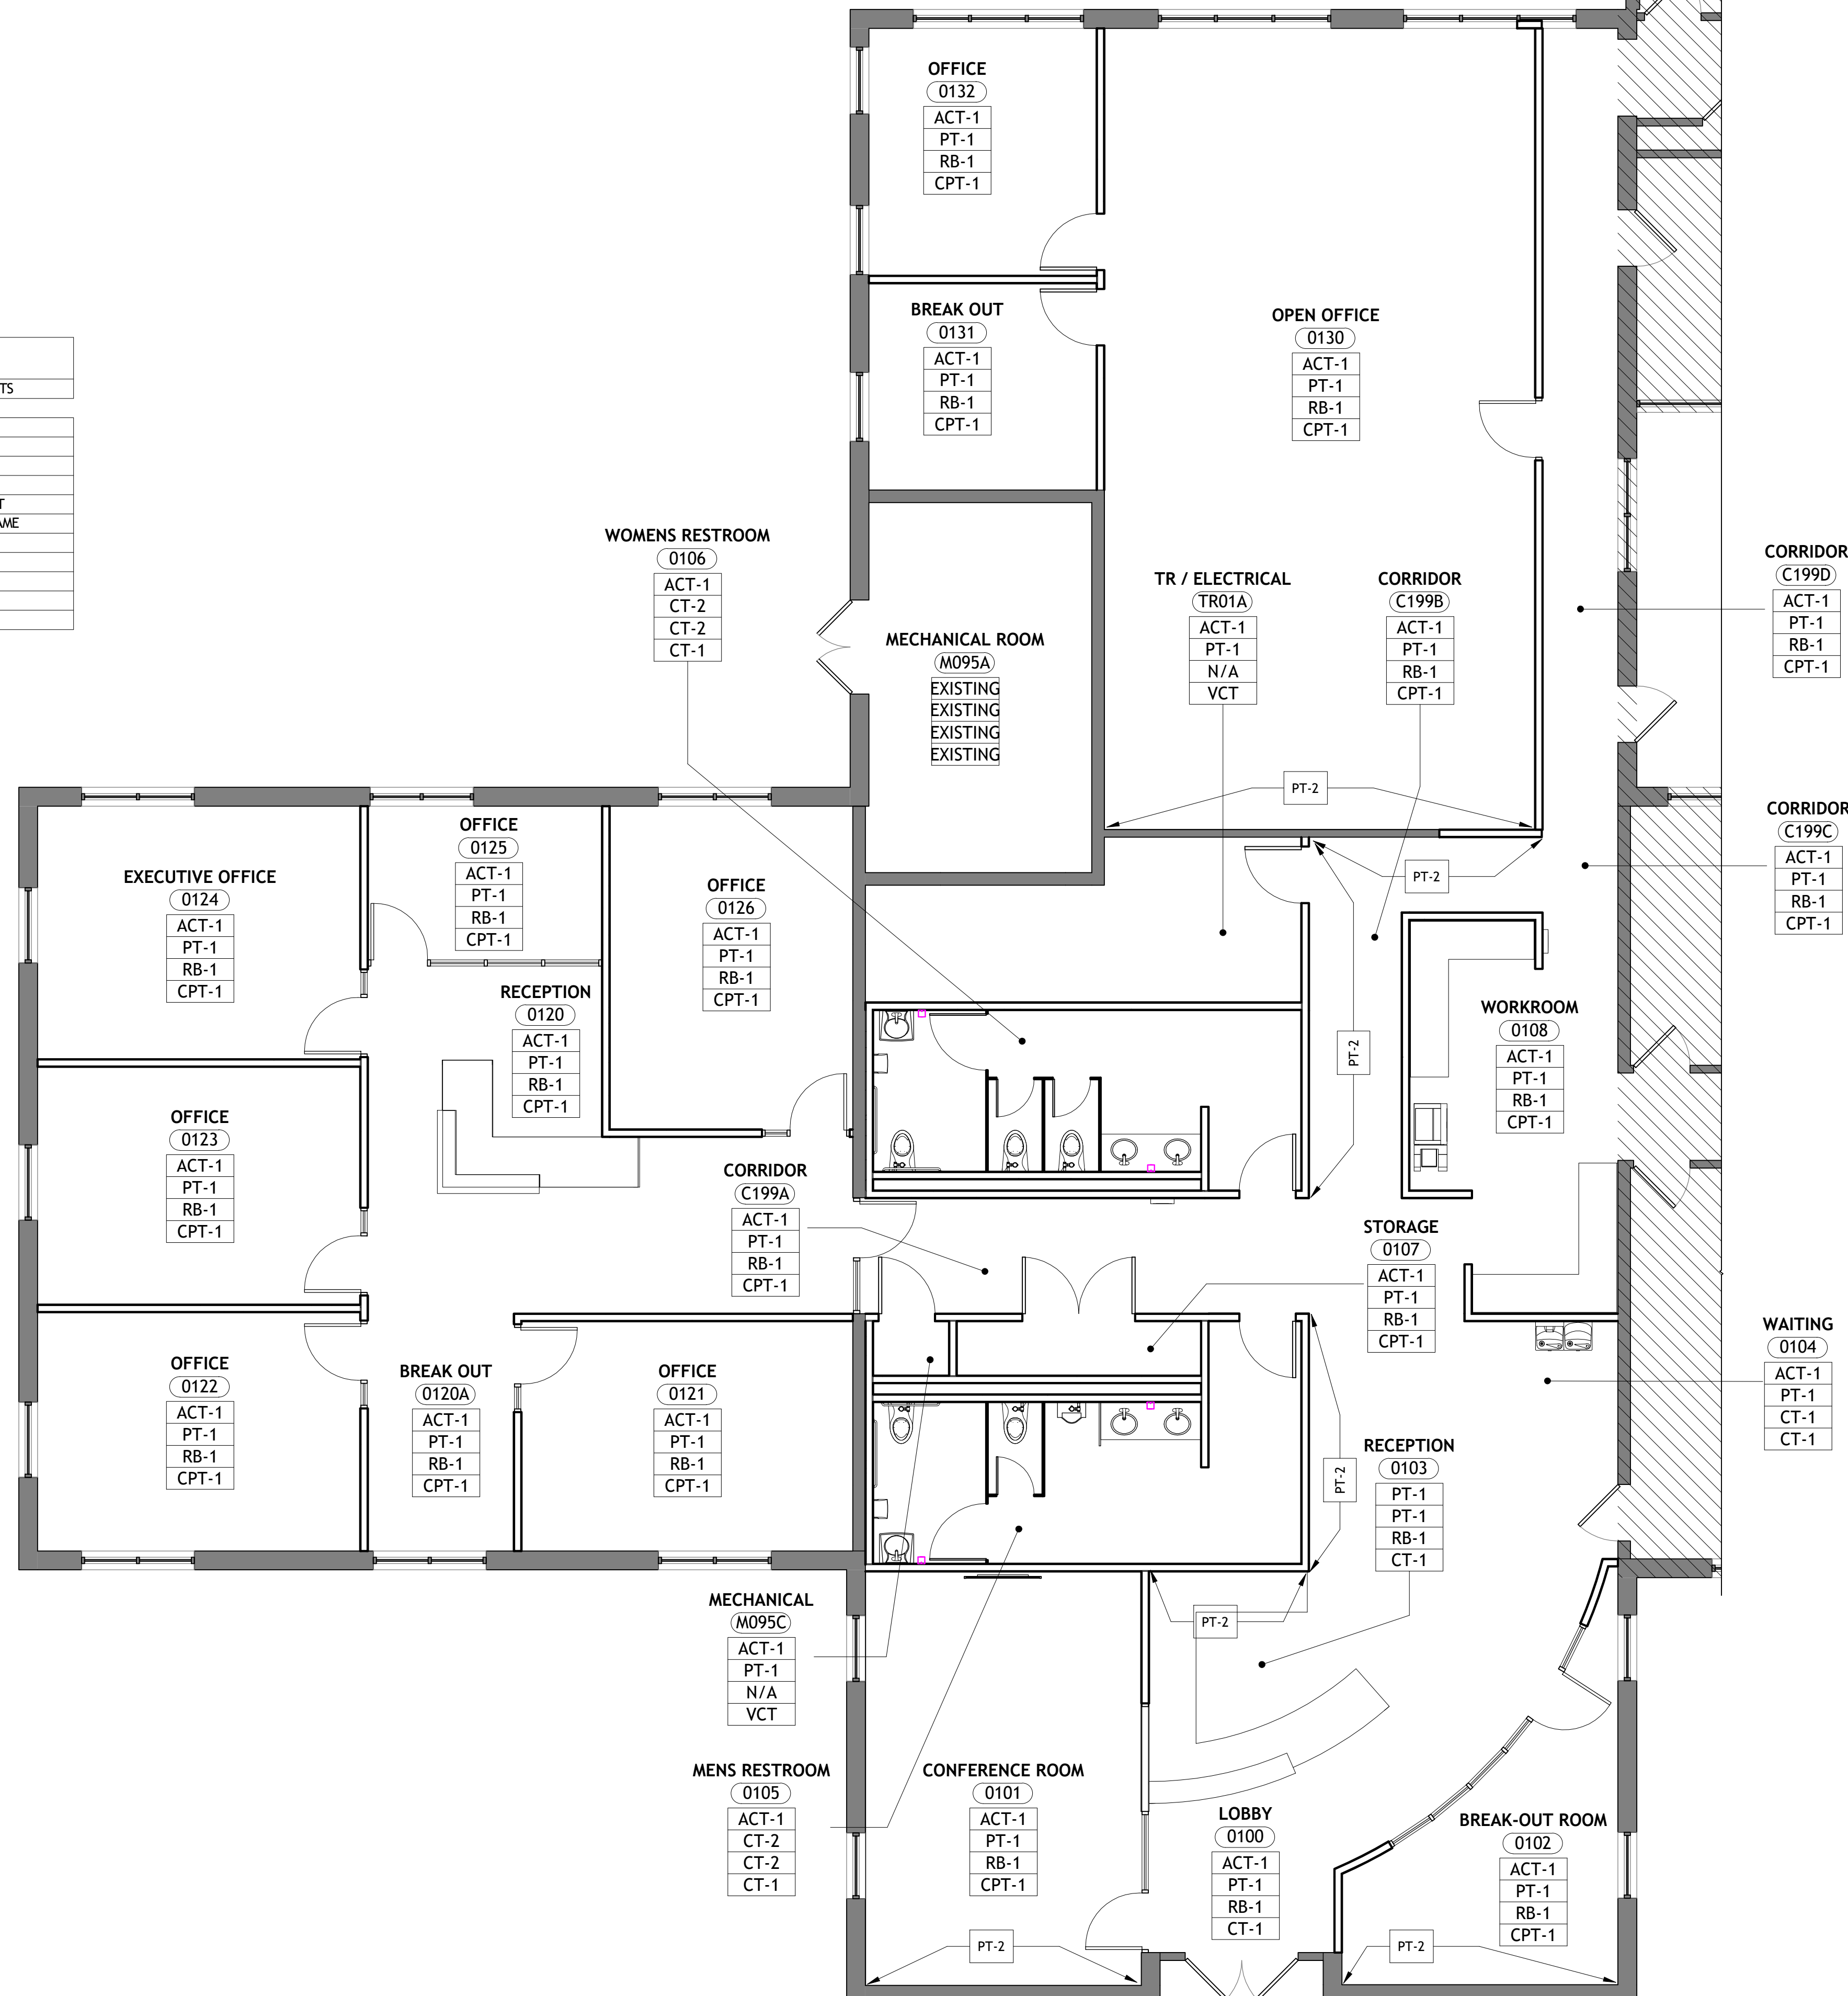 OFFICE
0132
ACT-1
PT-1
RB-1
CPT-1
BREAK OUT
0131
ACT-1
PT-1
RB-1
CPT-1
OPEN OFFICE
0130
ACT-1
PT-1
RB-1
CPT-1
TS
T
AME
WOMENS RESTROOM
0106
ACT-1
CT-2
CT-2
CT-1
MECHANICAL ROOM
M095A
EXISTING
EXISTING
EXISTING
EXISTING
TR / ELECTRICAL
TR01A
ACT-1
PT-1
N/A
VCT
CORRIDOR
C199B
ACT-1
PT-1
RB-1
CPT-1
CORRIDOR
C199D
ACT-1
PT-1
RB-1
CPT-1
PT-2
PT-2
CORRIDOR
C199C
ACT-1
PT-1
RB-1
CPT-1
EXECUTIVE OFFICE
0124
ACT-1
PT-1
RB-1
CPT-1
OFFICE
0125
ACT-1
PT-1
RB-1
CPT-1
OFFICE
0126
ACT-1
PT-1
RB-1
CPT-1
RECEPTION
0120
ACT-1
PT-1
RB-1
CPT-1
PT-2
WORKROOM
0108
ACT-1
PT-1
RB-1
CPT-1
OFFICE
0123
ACT-1
PT-1
RB-1
CPT-1
CORRIDOR
C199A
ACT-1
PT-1
RB-1
CPT-1
STORAGE
0107
ACT-1
PT-1
RB-1
CPT-1
WAITING
0104
ACT-1
PT-1
CT-1
CT-1
OFFICE
0122
ACT-1
PT-1
RB-1
CPT-1
BREAK OUT
0120A
ACT-1
PT-1
RB-1
CPT-1
OFFICE
0121
ACT-1
PT-1
RB-1
CPT-1
PT-2
RECEPTION
0103
PT-1
PT-1
RB-1
CT-1
PT-2
MECHANICAL
M095C
ACT-1
PT-1
N/A
VCT
MENS RESTROOM
0105
ACT-1
CT-2
CT-2
CT-1
CONFERENCE ROOM
0101
ACT-1
PT-1
RB-1
CPT-1
LOBBY
0100
ACT-1
PT-1
RB-1
CT-1
BREAK-OUT ROOM
0102
ACT-1
PT-1
RB-1
CPT-1
PT-2
PT-2